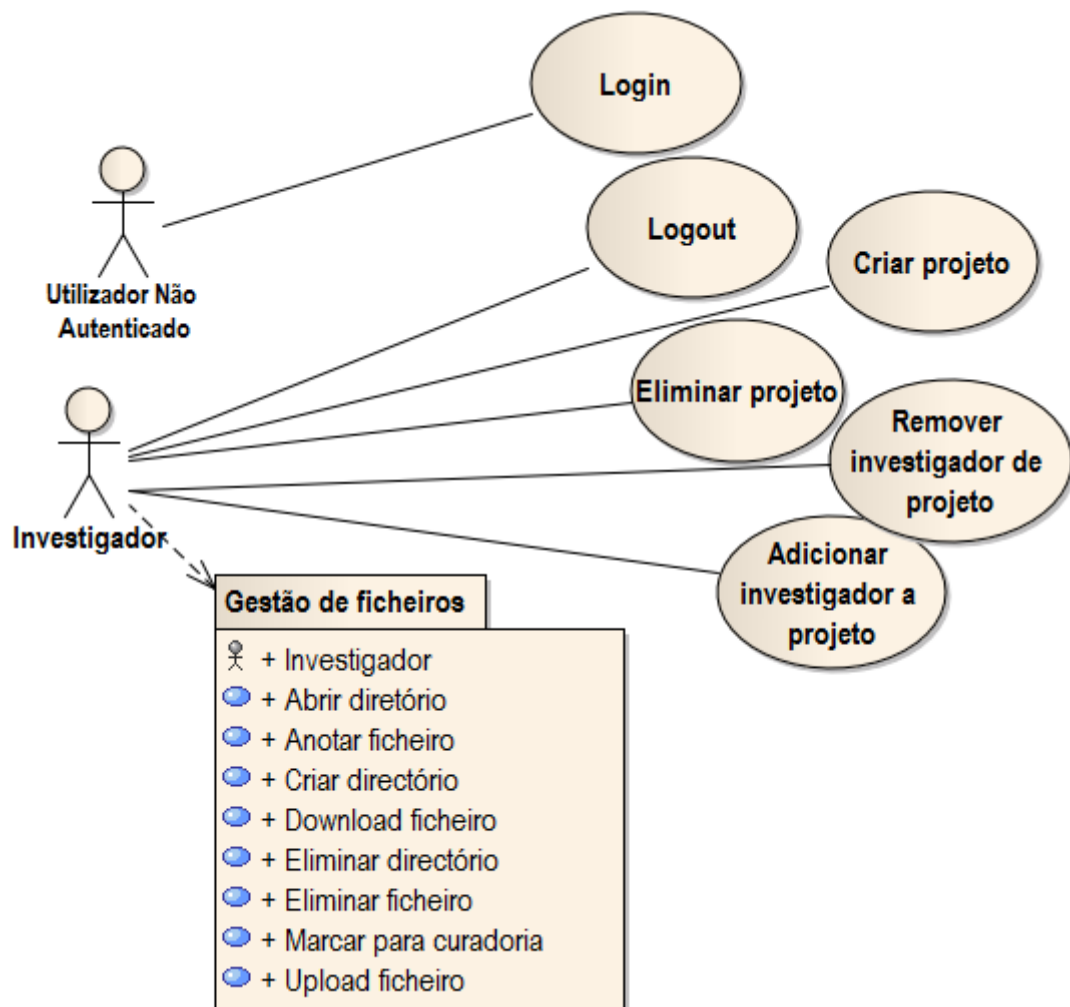 Login
Logout
Criar projeto
Utilizador Não
Autenticado
Eliminar projeto
Remover
investigador de
projeto
Investigador
Adicionar
investigador a
projeto
Gestão de ficheiros
+ Investigador
+ Abrir diretório
+ Anotar ficheiro
+ Criar directório
+ Download ficheiro
+ Eliminar directório
+ Eliminar ficheiro
+ Marcar para curadoria
+ Upload ficheiro